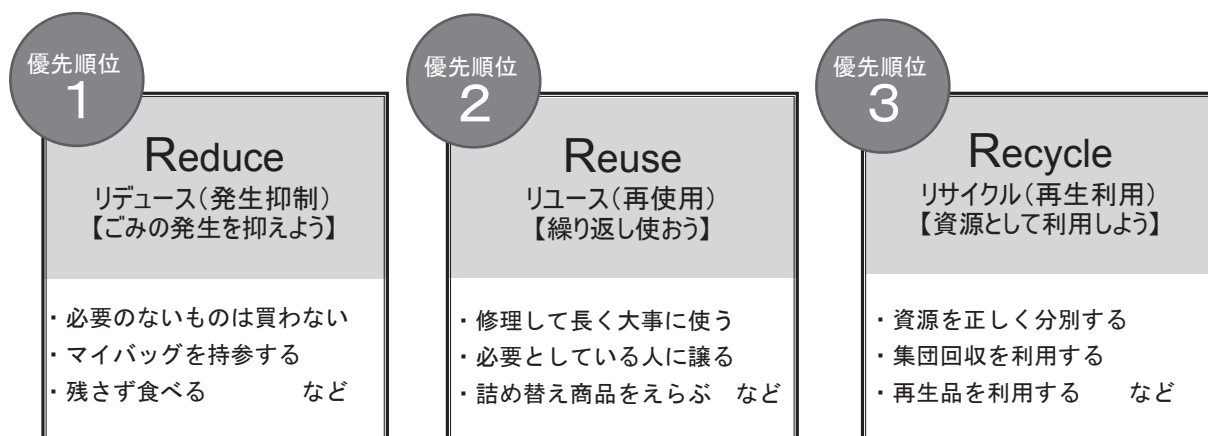 優先順位
1
Reduce
リデュース(発生抑制)
【ごみの発生を抑えよう】
・必要のないものは買わない
・マイバッグを持参する
・残さず食べる　など
優先順位
2
Reuse
リユース(再使用)
【繰り返し使おう】
・修理して長く大事に使う
・必要としている人に譲る
・詰め替え商品をえらぶ　など
優先順位
3
Recycle
リサイクル(再生利用)
【資源として利用しよう】
・資源を正しく分別する
・集団回収を利用する
・再生品を利用する　など